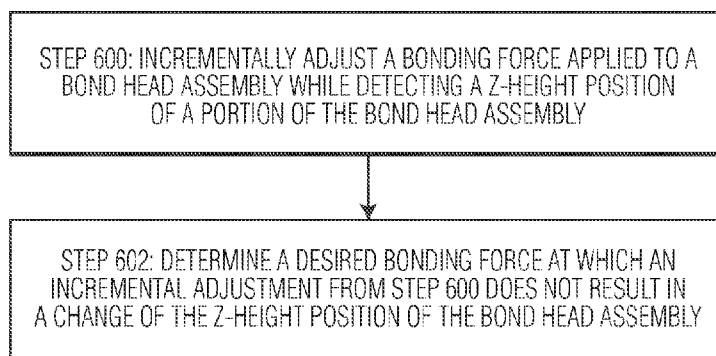 STEP 600: INCREMENTALLY ADJUST A BONDING FORCE APPLIED TO A
BOND HEAD ASSEMBLY WHILE DETECTING A Z-HEIGHT POSITION
OF A PORTION OF THE BOND HEAD ASSEMBLY
STEP 602: DETERMINE A DESIRED BONDING FORCE AT WHICH AN
INCREMENTAL ADJUSTMENT FROM STEP 600 DOES NOT RESULT IN
A CHANGE OF THE Z-HEIGHT POSITION OF THE BOND HEAD ASSEMBLY